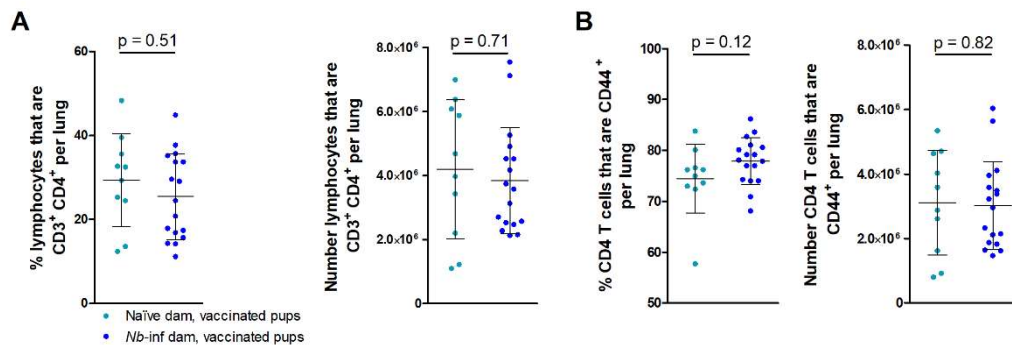 A
p = 0.51
% lymphocytes that are
CD3⁺ CD4⁺ per lung
60
40
20
0
p = 0.71
Number lymphocytes that are
CD3⁺ CD4⁺ per lung
8.0×10⁶
6.0×10⁶
4.0×10⁶
2.0×10⁶
0
Naïve dam, vaccinated pups
Nb-inf dam, vaccinated pups
B
p = 0.12
% CD4 T cells that are CD44⁺
per lung
100
90
80
70
60
50
p = 0.82
Number CD4 T cells that are
CD44⁺ per lung
8.0×10⁶
6.0×10⁶
4.0×10⁶
2.0×10⁶
0